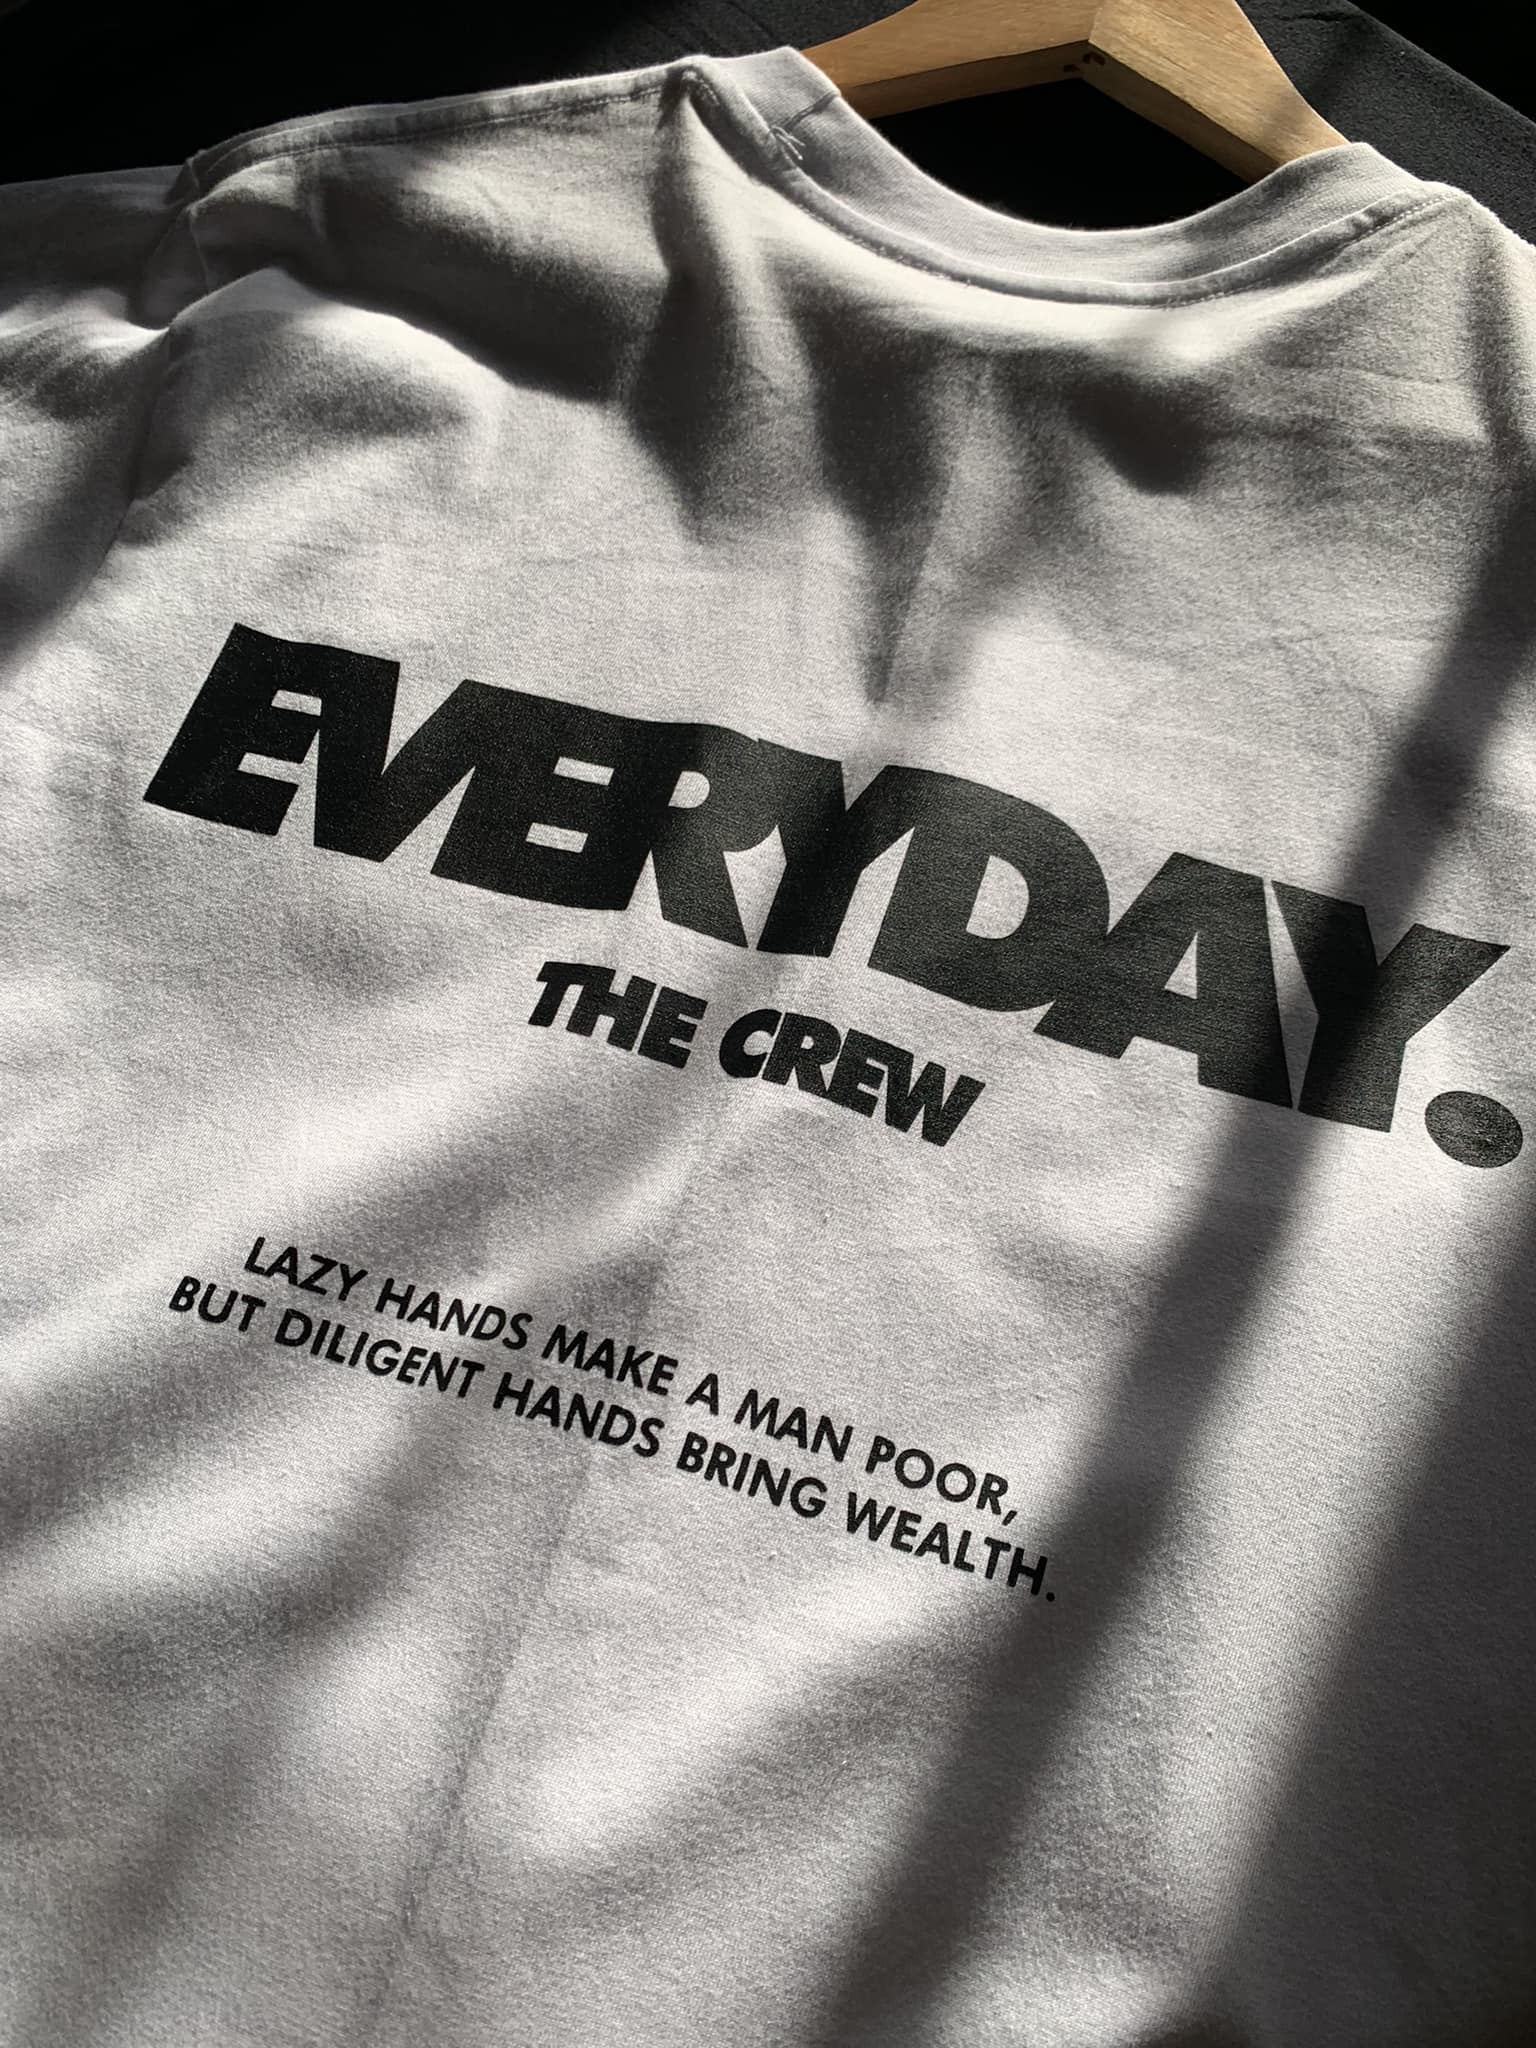 EVERYDAY.
THE CREW
LAZY HANDS MAKE A MAN POOR,
BUT DILIGENT HANDS BRING WEALTH.